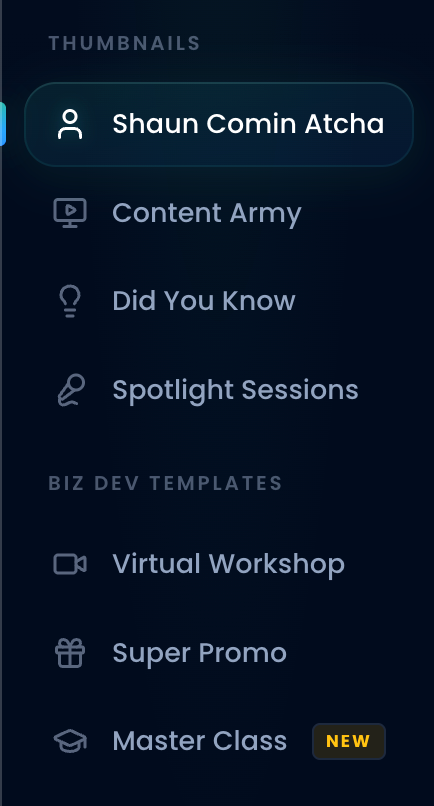 THUMBNAILS
Shaun Comin Atcha
Content Army
Did You Know
Spotlight Sessions
BIZ DEV TEMPLATES
Virtual Workshop
Super Promo
Master Class NEW